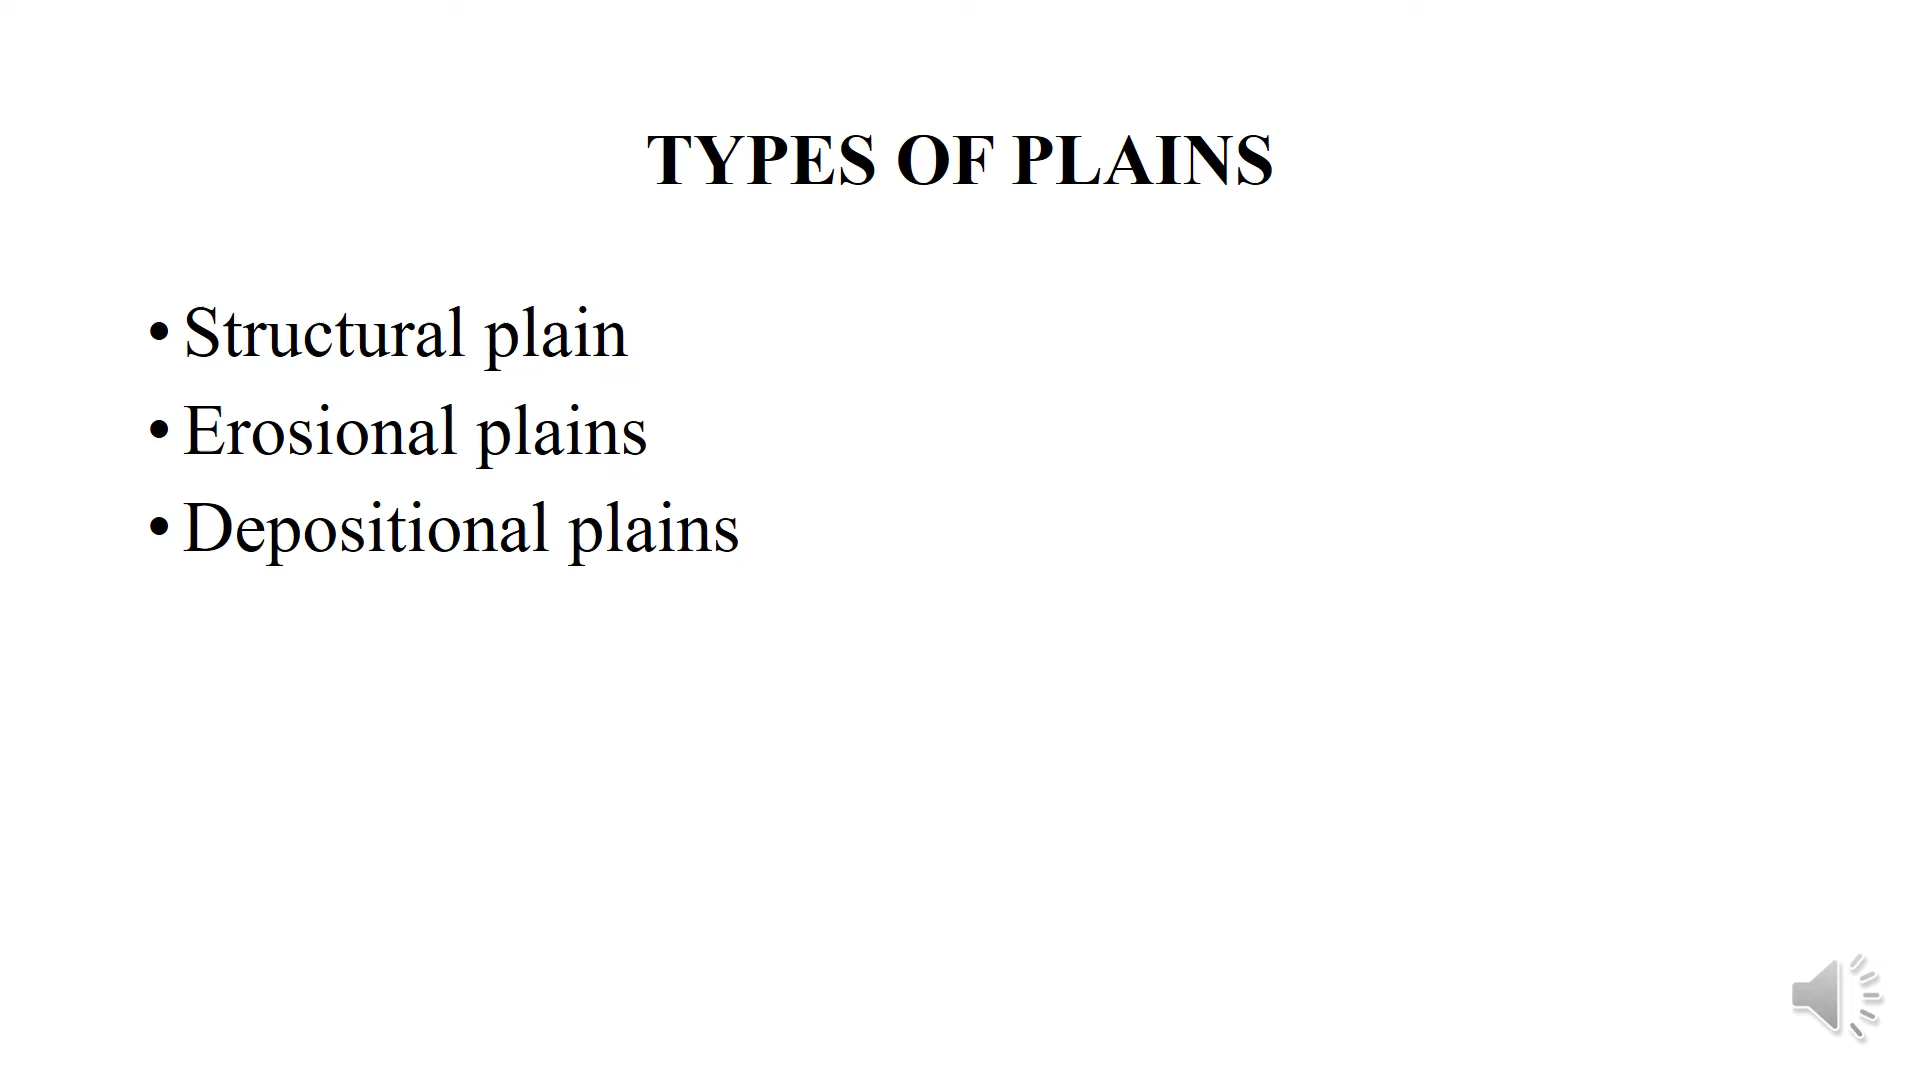 TYPES OF PLAINS
• Structural plain
• Erosional plains
• Depositional plains